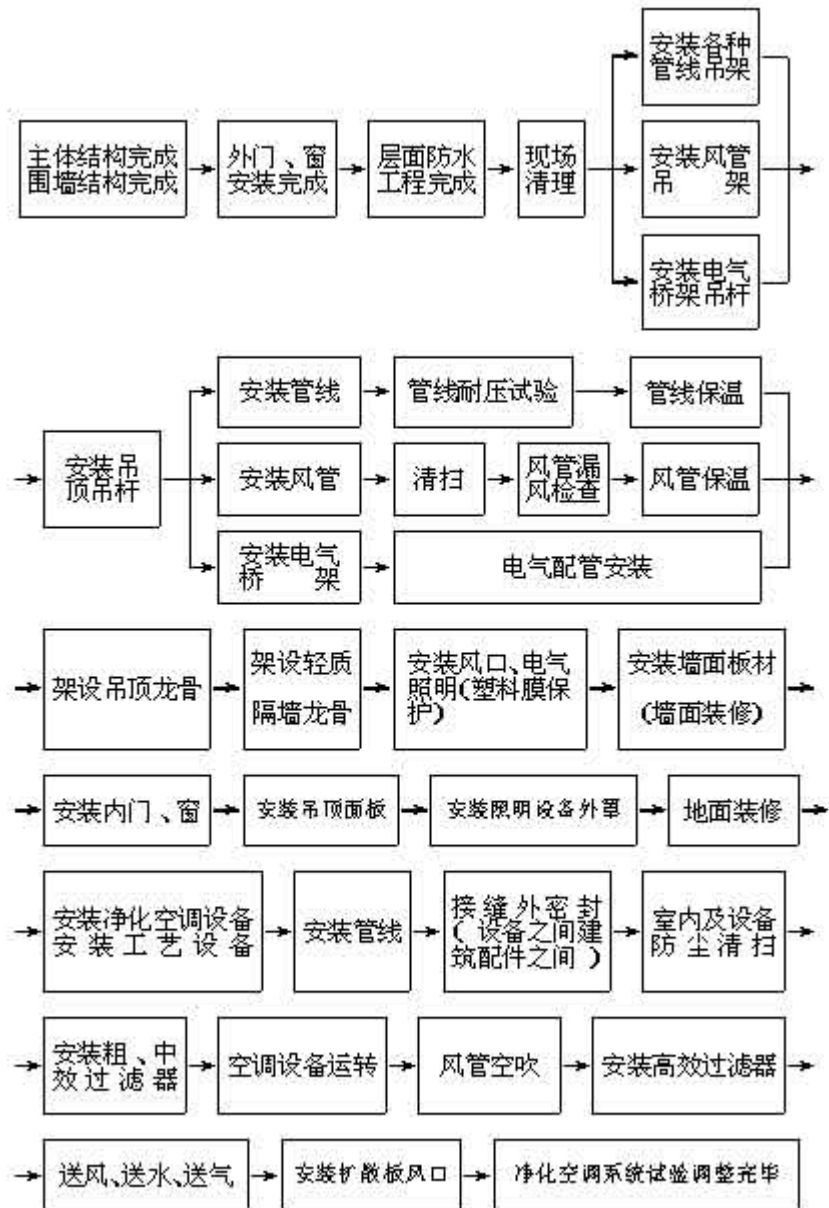 安装各种
管线吊架
主体结构完成
围墙结构完成
外门、窗
安装完成
层面防水
工程完成
现场
清理
安装风管
吊架
安装电气
桥架吊杆
安装管线
管线耐压试验
管线保温
安装吊
顶吊杆
安装风管
清扫
风管漏
风检查
风管保温
安装电气
桥架
电气配管安装
架设吊顶龙骨
架设轻质
隔墙龙骨
安装风口、电气
照明(塑料膜保
护)
安装墙面板材
(墙面装修)
安装内门、窗
安装吊顶面板
安装照明设备外罩
地面装修
安装净化空调设备
安装工艺设备
安装管线
接缝外密封
(设备之间建
筑配件之间)
室内及设备
防尘清扫
安装粗、中
效过滤器
空调设备运转
风管空吹
安装高效过滤器
送风、送水、送气
安装扩散板风口
净化空调系统试验调整完毕